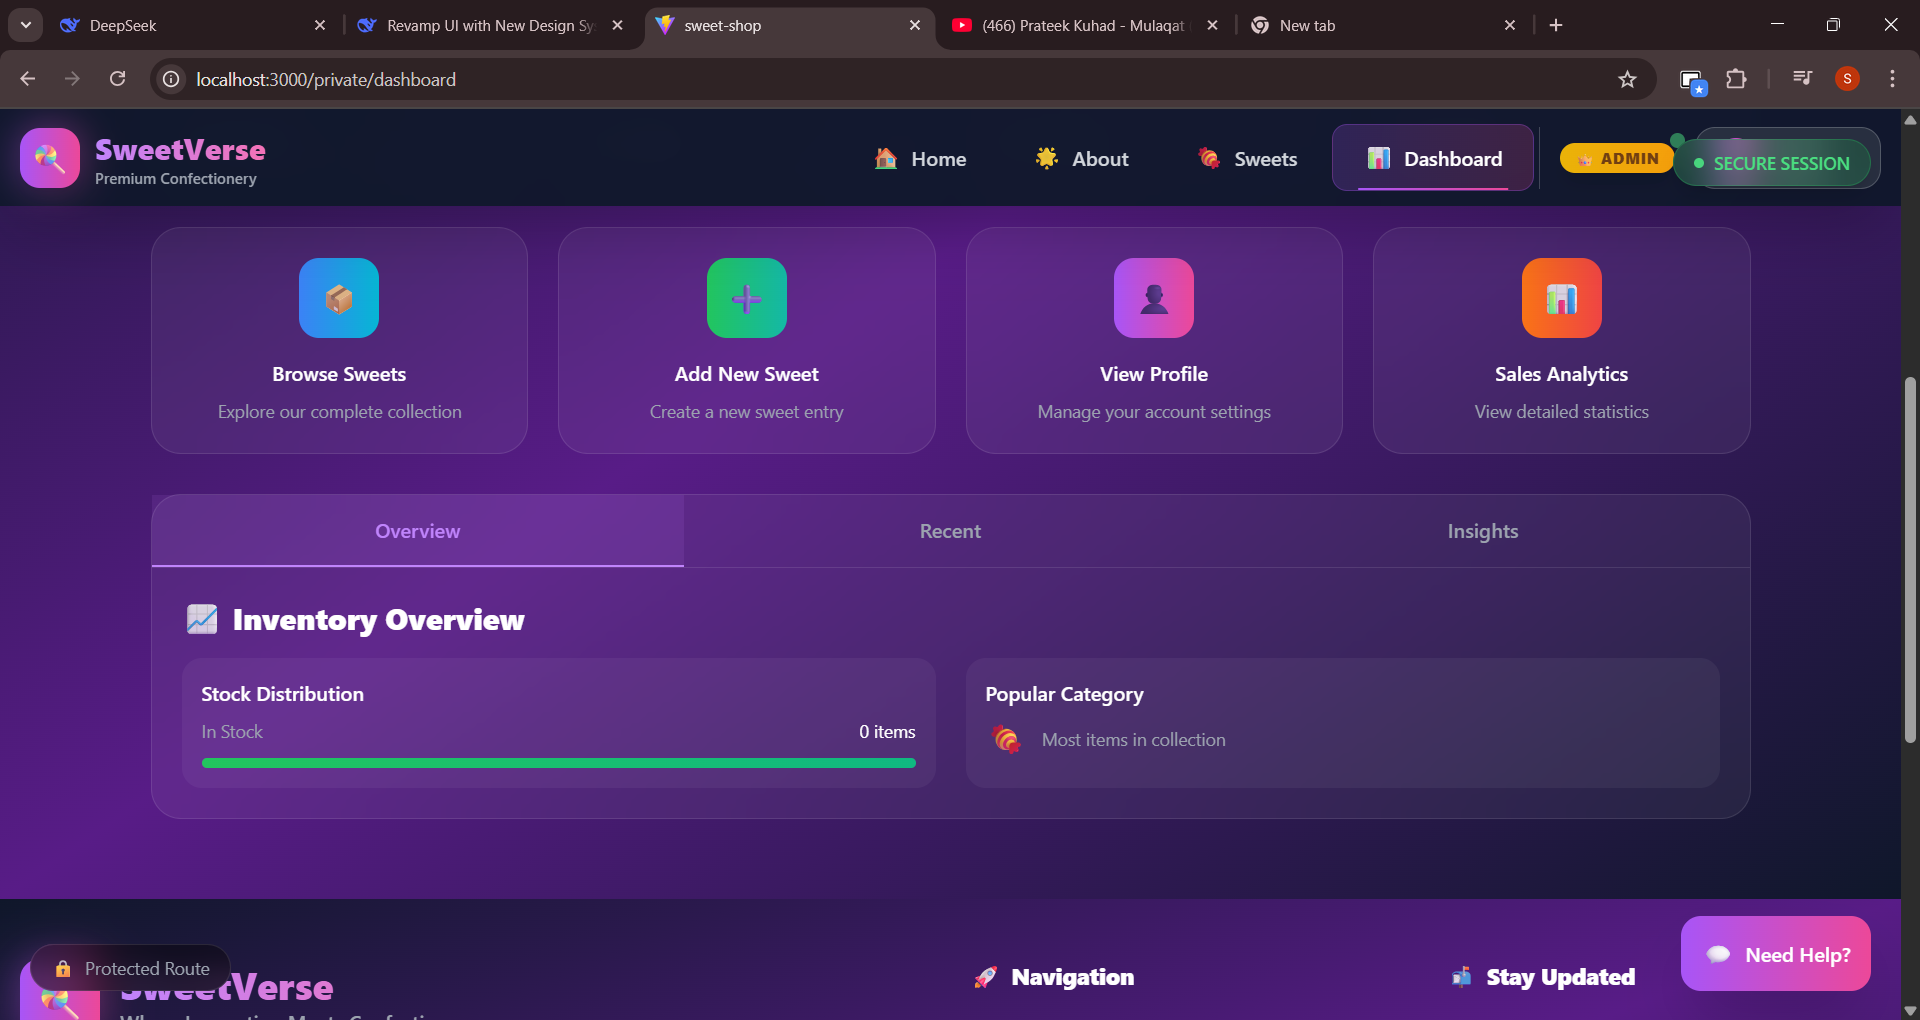 DeepSeek
Revamp UI with New Design Sy
sweet-shop
(466) Prateek Kuhad - Mulaqat
New tab
localhost:3000/private/dashboard
S
SweetVerse
Premium Confectionery
Home
About
Sweets
Dashboard
ADMIN
SECURE SESSION
Browse Sweets
Explore our complete collection
Add New Sweet
Create a new sweet entry
View Profile
Manage your account settings
Sales Analytics
View detailed statistics
Overview
Recent
Insights
Inventory Overview
Stock Distribution
In Stock
0 items
Popular Category
Most items in collection
Protected Route
SweetVerse
Navigation
Stay Updated
Need Help?